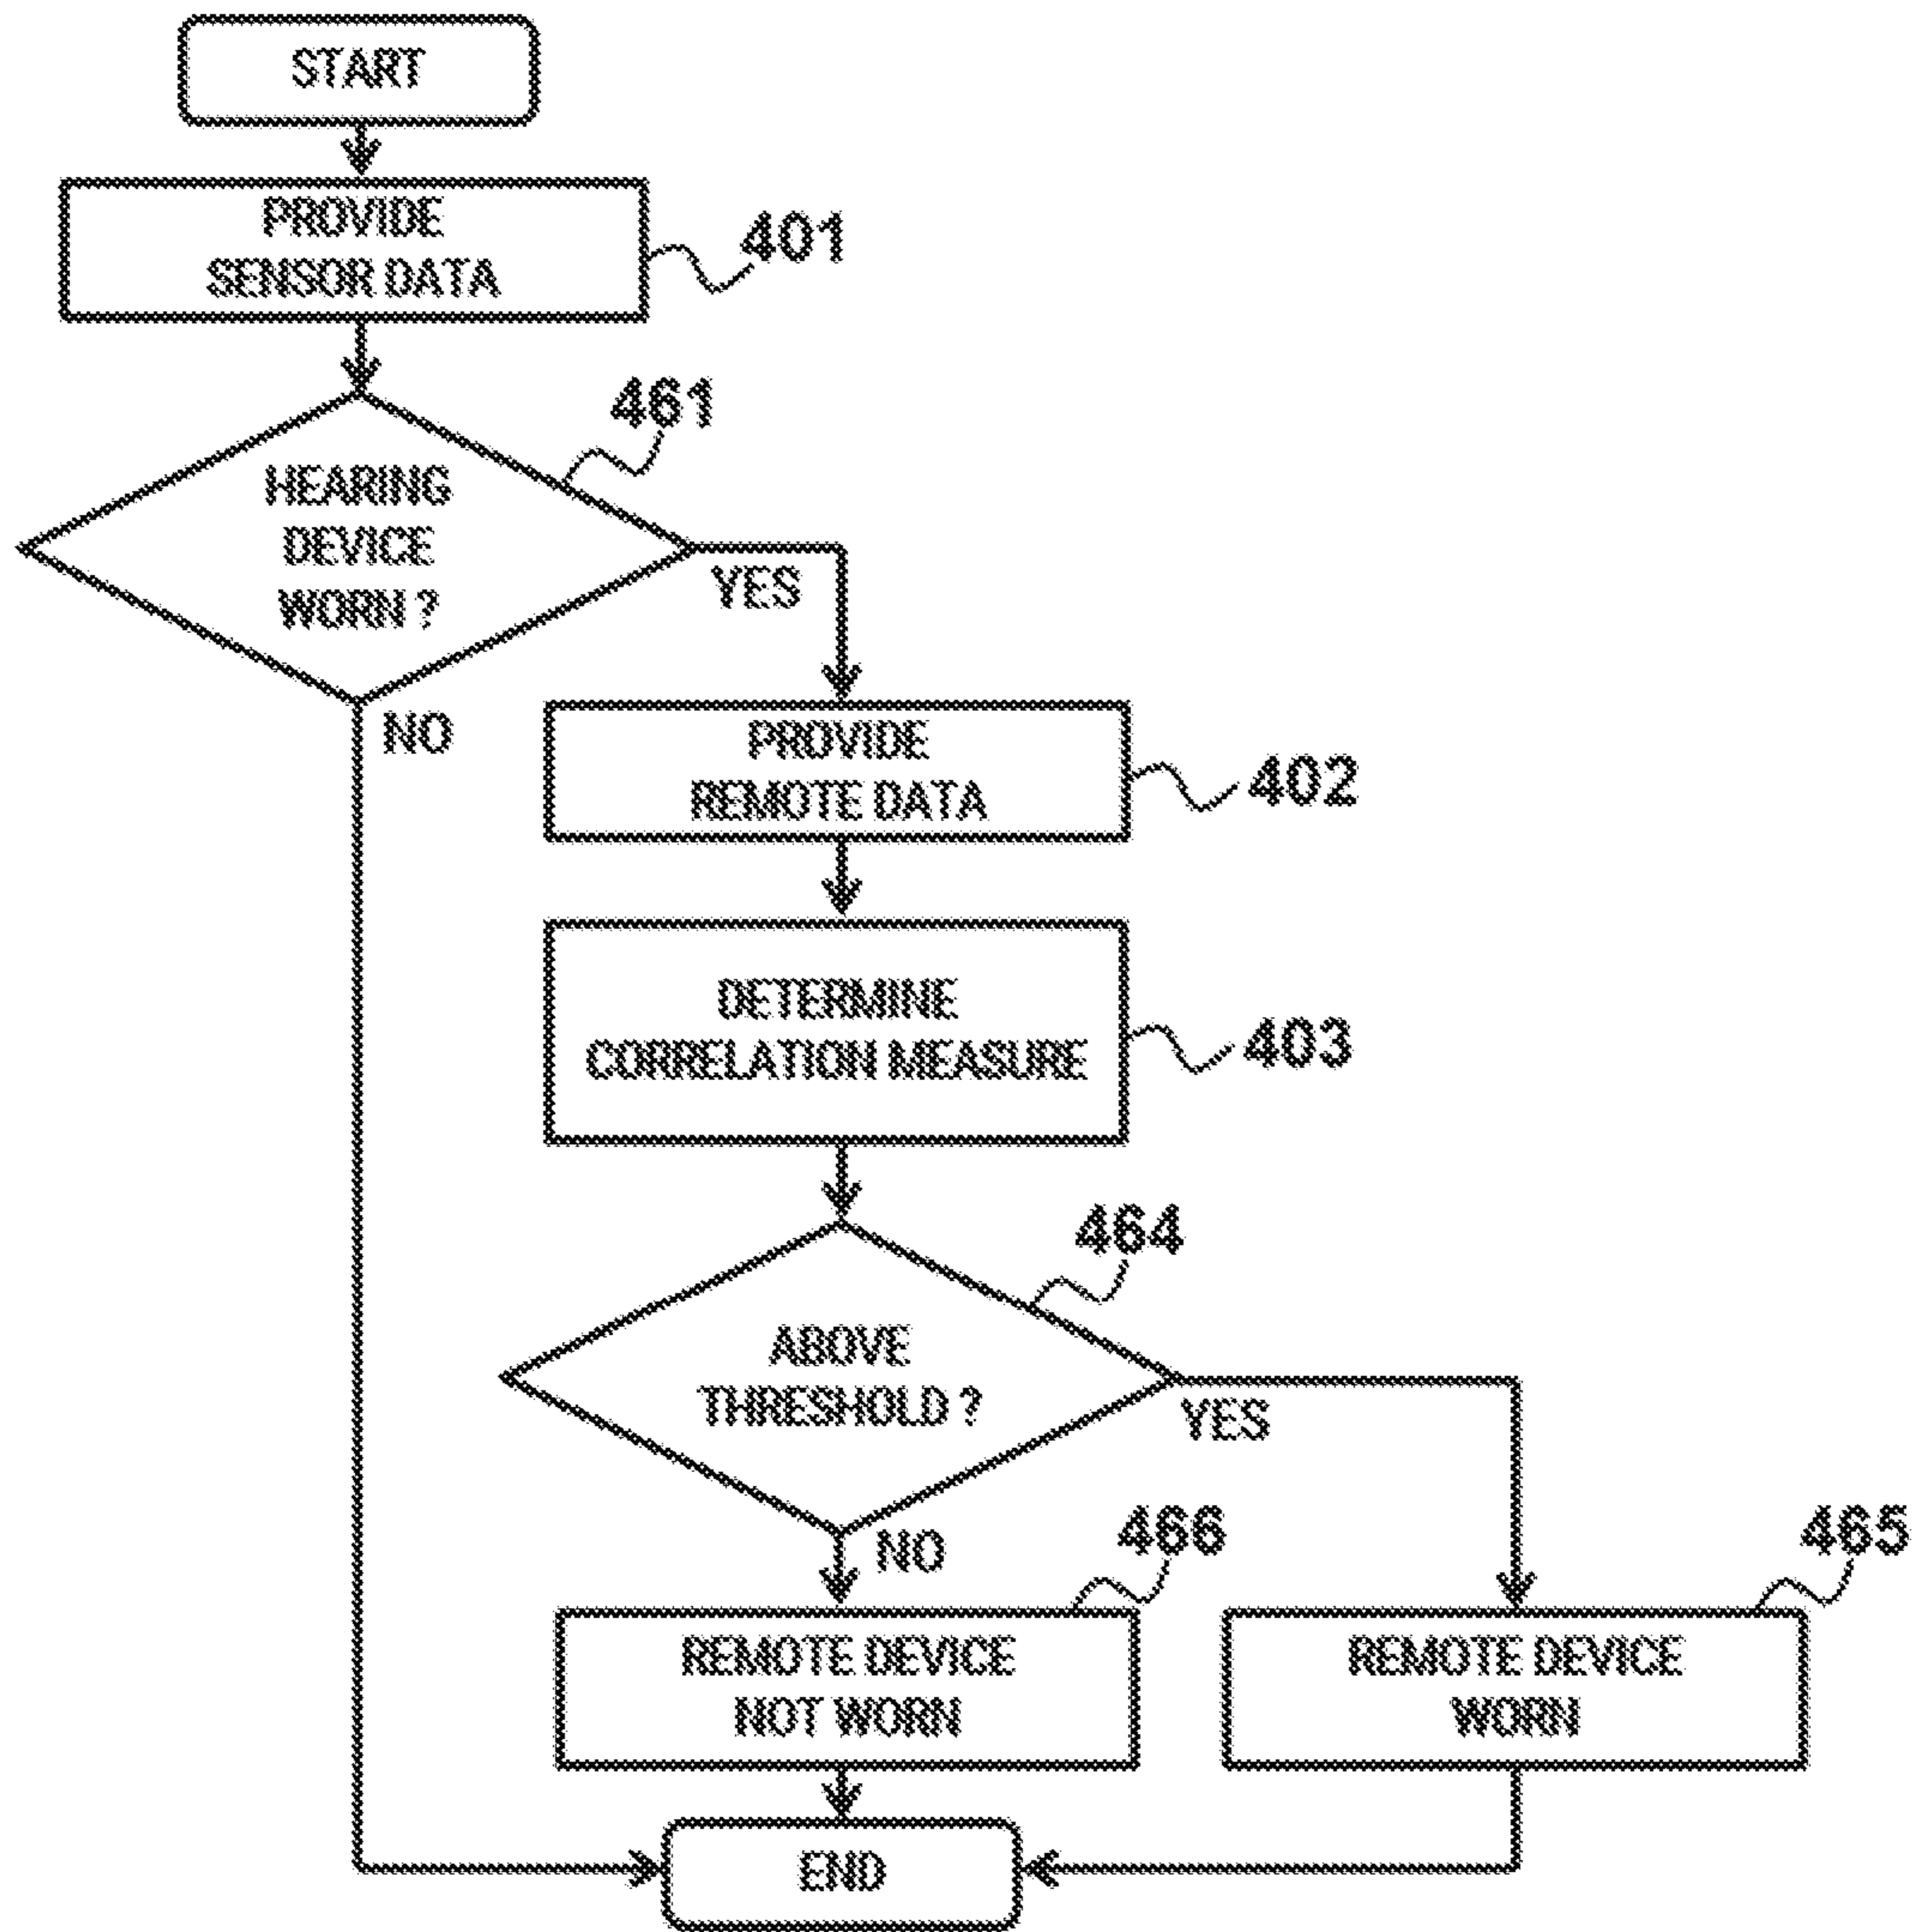 START
PROVIDE
SENSOR DATA
401
461
HEARING
DEVICE
WORN ?
YES
NO
PROVIDE
REMOTE DATA
402
DETERMINE
CORRELATION MEASURE
403
464
ABOVE
THRESHOLD ?
YES
NO
466
465
REMOTE DEVICE
NOT WORN
REMOTE DEVICE
WORN
END